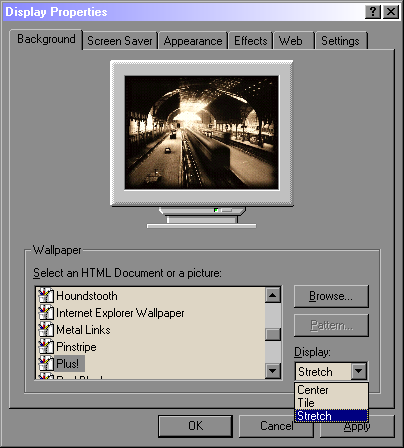 Display Properties
Background Screen Saver Appearance Effects Web Settings
Wallpaper
Select an HTML Document or a picture:
Houndstooth
Internet Explorer Wallpaper
Metal Links
Pinstripe
Plus!
Browse...
Pattern...
Display:
Stretch
Center
Tile
Stretch
OK Cancel Apply